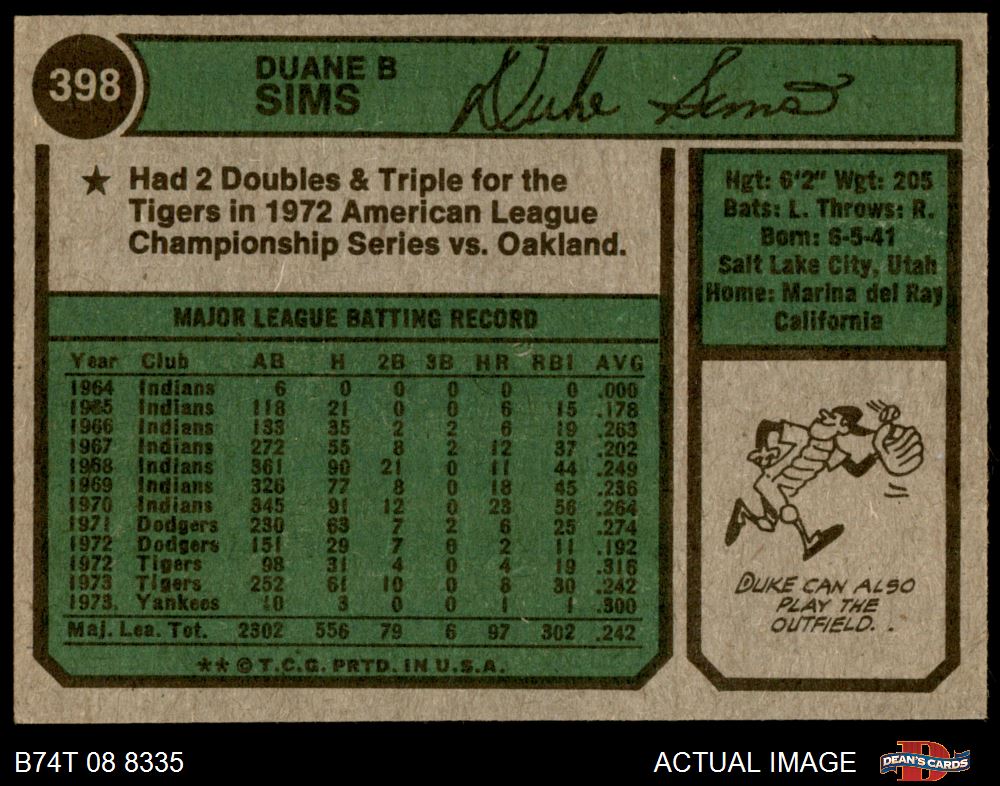 398
DUANE B
SIMS
Duke Sims
★ Had 2 Doubles & Triple for the
Tigers in 1972 American League
Championship Series vs. Oakland.
MAJOR LEAGUE BATTING RECORD
Year Club AB H 2B 3B HR RBI AVG
1964 Indians 6 0 0 0 0 0 .000
1965 Indians 118 21 0 0 6 15 .178
1966 Indians 133 35 2 2 6 19 .263
1967 Indians 272 55 8 2 12 37 .202
1968 Indians 361 90 21 0 11 44 .249
1969 Indians 326 77 8 0 18 45 .236
1970 Indians 345 91 12 0 23 56 .264
1971 Dodgers 230 63 7 2 6 25 .274
1972 Dodgers 151 29 7 0 2 11 .192
1972 Tigers 98 31 4 0 4 19 .316
1973 Tigers 252 61 10 0 8 30 .242
1973. Yankees 10 3 0 0 1 1 .300
Maj. Lea. Tot. 2302 556 79 6 97 302 .242
** © T.C.G. PRTD. IN U.S.A.
Hgt: 6'2" Wgt: 205
Bats: L. Throws: R.
Born: 6-5-41
Salt Lake City, Utah
Home: Marina del Ray
California
DUKE CAN ALSO
PLAY THE
OUTFIELD. .
B74T 08 8335
ACTUAL IMAGE
DEAN'S CARDS